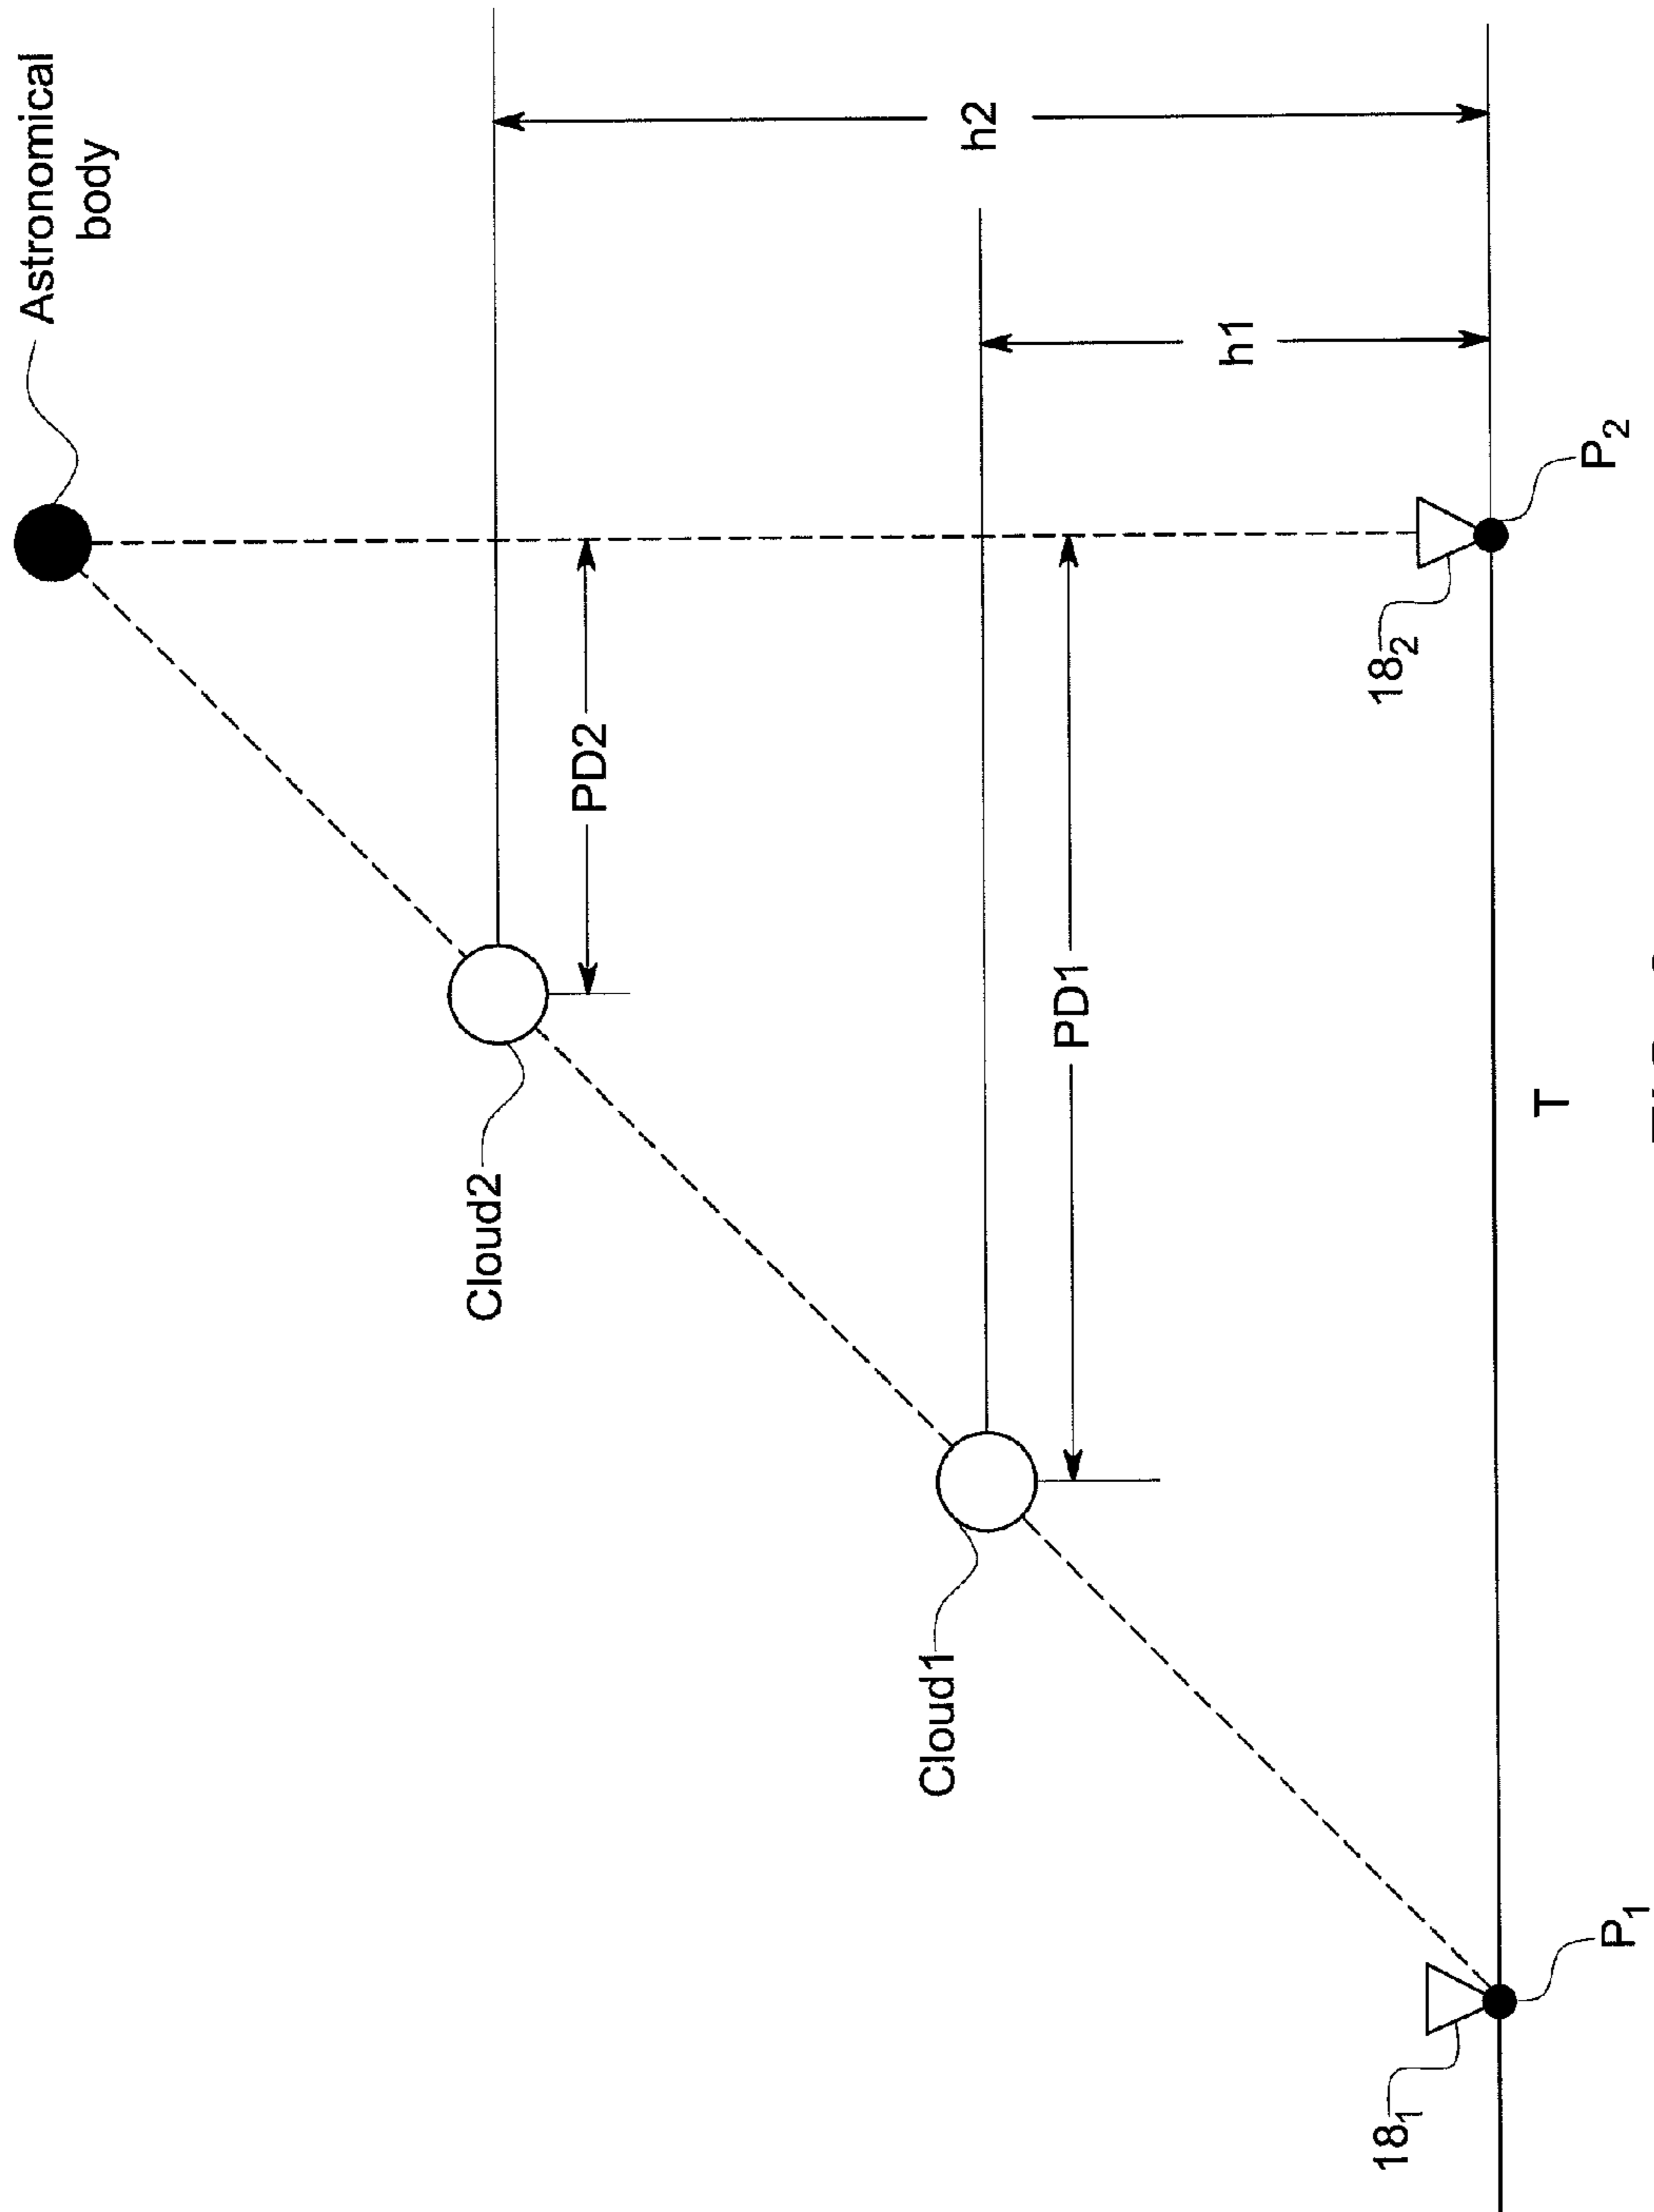 Astronomical
body
h2
h1
PD2
Cloud2
PD1
Cloud1
18₂
P₂
T
18₁
P₁